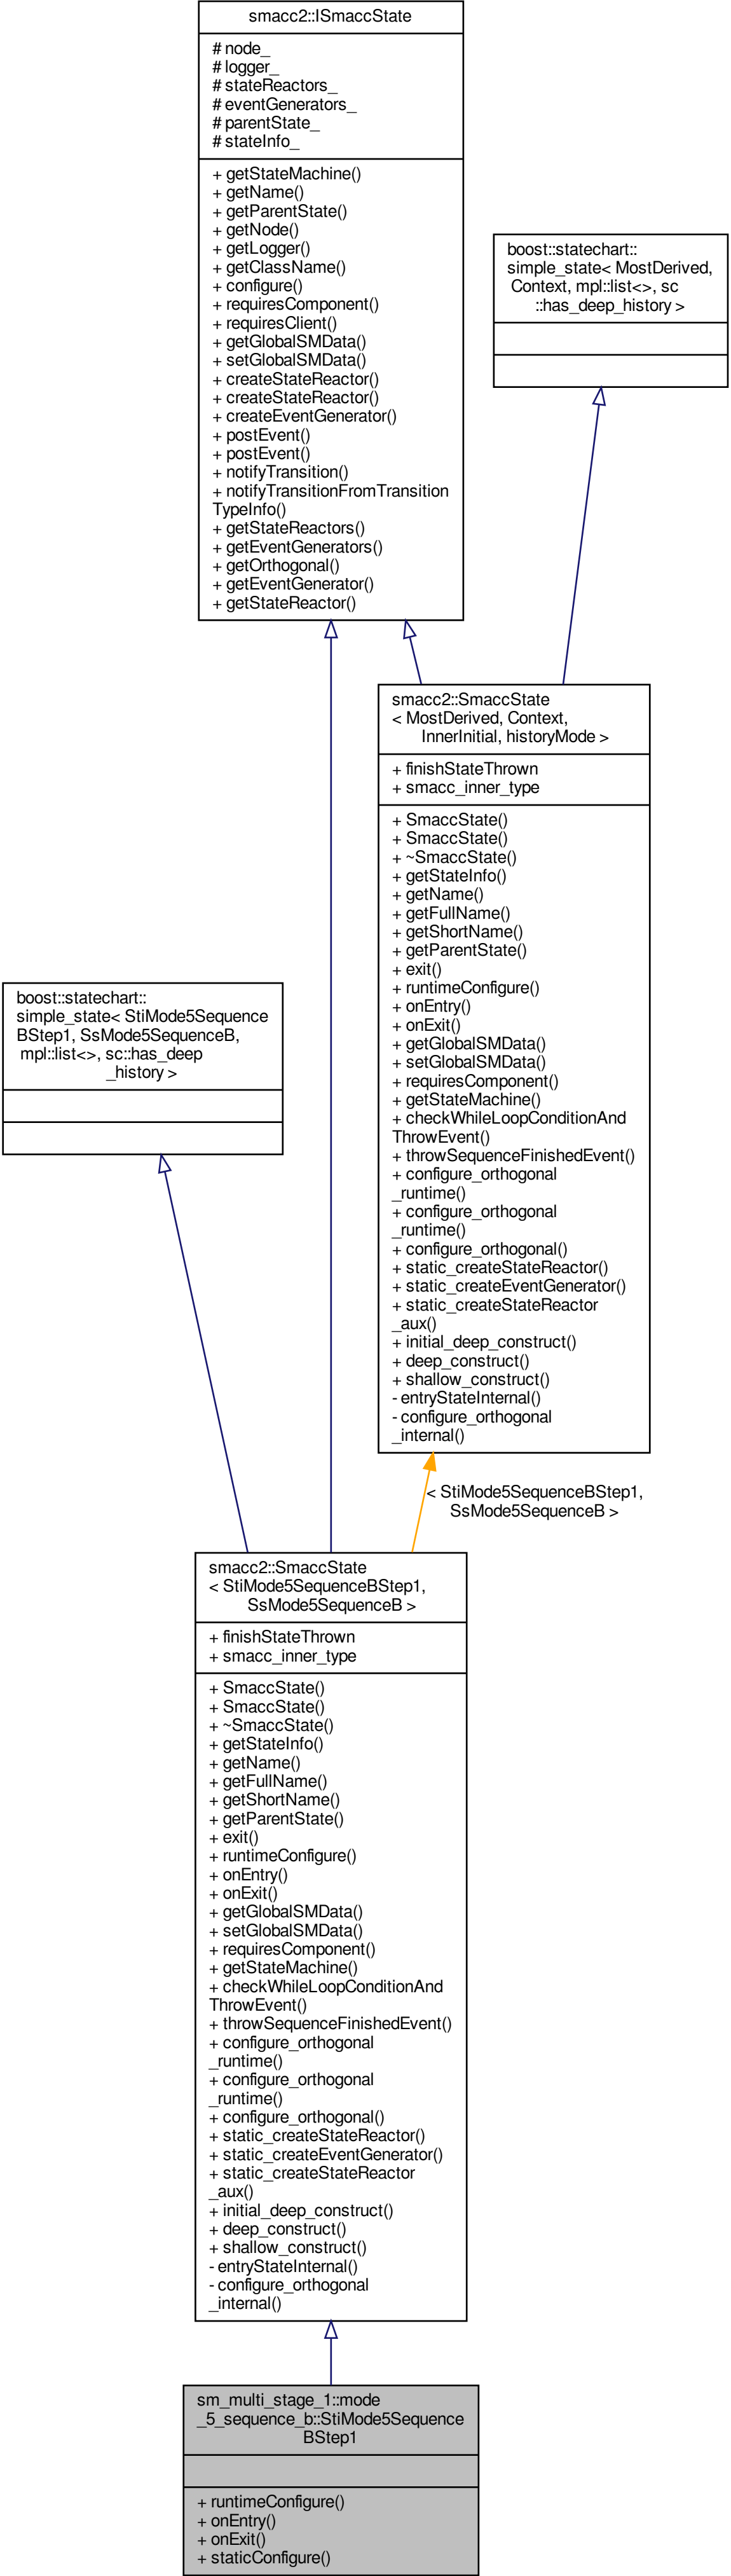 smacc2::ISmaccState
# node_
# logger_
# stateReactors_
# eventGenerators_
# parentState_
# stateInfo_
+ getStateMachine()
+ getName()
+ getParentState()
+ getNode()
+ getLogger()
+ getClassName()
+ configure()
+ requiresComponent()
+ requiresClient()
+ getGlobalSMData()
+ setGlobalSMData()
+ createStateReactor()
+ createStateReactor()
+ createEventGenerator()
+ postEvent()
+ postEvent()
+ notifyTransition()
+ notifyTransitionFromTransition
TypeInfo()
+ getStateReactors()
+ getEventGenerators()
+ getOrthogonal()
+ getEventGenerator()
+ getStateReactor()
boost::statechart::
simple_state< MostDerived,
Context, mpl::list<>, sc
::has_deep_history >
smacc2::SmaccState
< MostDerived, Context,
InnerInitial, historyMode >
+ finishStateThrown
+ smacc_inner_type
+ SmaccState()
+ SmaccState()
+ ~SmaccState()
+ getStateInfo()
+ getName()
+ getFullName()
+ getShortName()
+ getParentState()
+ exit()
+ runtimeConfigure()
+ onEntry()
+ onExit()
+ getGlobalSMData()
+ setGlobalSMData()
+ requiresComponent()
+ getStateMachine()
+ checkWhileLoopConditionAnd
ThrowEvent()
+ throwSequenceFinishedEvent()
+ configure_orthogonal
_runtime()
+ configure_orthogonal
_runtime()
+ configure_orthogonal()
+ static_createStateReactor()
+ static_createEventGenerator()
+ static_createStateReactor
_aux()
+ initial_deep_construct()
+ deep_construct()
+ shallow_construct()
- entryStateInternal()
- configure_orthogonal
_internal()
boost::statechart::
simple_state< StiMode5Sequence
BStep1, SsMode5SequenceB,
mpl::list<>, sc::has_deep
_history >
< StiMode5SequenceBStep1,
SsMode5SequenceB >
smacc2::SmaccState
< StiMode5SequenceBStep1,
SsMode5SequenceB >
+ finishStateThrown
+ smacc_inner_type
+ SmaccState()
+ SmaccState()
+ ~SmaccState()
+ getStateInfo()
+ getName()
+ getFullName()
+ getShortName()
+ getParentState()
+ exit()
+ runtimeConfigure()
+ onEntry()
+ onExit()
+ getGlobalSMData()
+ setGlobalSMData()
+ requiresComponent()
+ getStateMachine()
+ checkWhileLoopConditionAnd
ThrowEvent()
+ throwSequenceFinishedEvent()
+ configure_orthogonal
_runtime()
+ configure_orthogonal
_runtime()
+ configure_orthogonal()
+ static_createStateReactor()
+ static_createEventGenerator()
+ static_createStateReactor
_aux()
+ initial_deep_construct()
+ deep_construct()
+ shallow_construct()
- entryStateInternal()
- configure_orthogonal
_internal()
sm_multi_stage_1::mode
_5_sequence_b::StiMode5Sequence
BStep1
+ runtimeConfigure()
+ onEntry()
+ onExit()
+ staticConfigure()